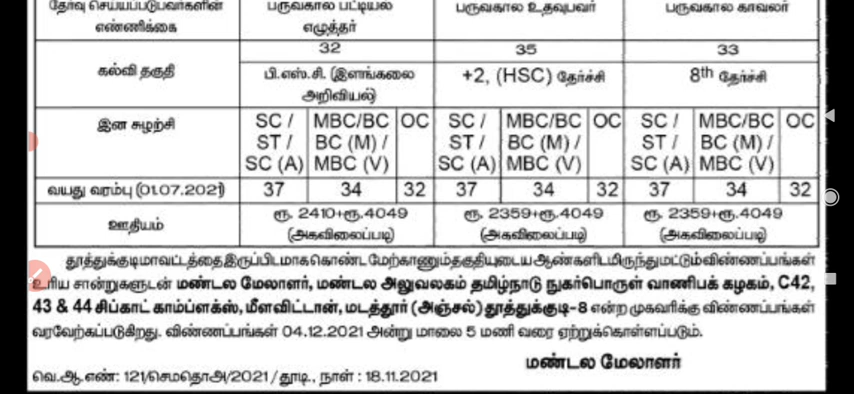 தேர்வு செய்யப்படுபவர்களின் பருவகால பட்டியல் பருவகால உதவுபவர் பருவகால காவலர்
எண்ணிக்கை எழுத்தர்
32 35 33
கல்வி தகுதி பி.எஸ்.சி. (இளங்கலை +2, (HSC) தேர்ச்சி 8th தேர்ச்சி
அறிவியல்)
இன சுழற்சி SC / MBC/BC OC SC / MBC/BC OC SC / MBC/BC OC
ST / BC (M) / ST / BC (M) / ST / BC (M) /
SC (A) MBC (V) SC (A) MBC (V) SC (A) MBC (V)
வயது வரம்பு (01.07.2021) 37 34 32 37 34 32 37 34 32
ஊதியம் ரூ. 2410+ரூ.4049 ரூ. 2359+ரூ.4049 ரூ. 2359+ரூ.4049
(அகவிலைப்படி) (அகவிலைப்படி) (அகவிலைப்படி)
தூத்துக்குடிமாவட்டத்தை இருப்பிடமாக கொண்ட மேற்காணும்தகுதியுடைய ஆண்களிடமிருந்துமட்டும்விண்ணப்பங்கள்
உரிய சான்றுகளுடன் மண்டல மேலாளர், மண்டல அலுவலகம் தமிழ்நாடு நுகர்பொருள் வாணிபக் கழகம், C42,
43 & 44 சிப்காட் காம்ப்ளக்ஸ், மீளவிட்டான், மடத்தூர் (அஞ்சல்) தூத்துக்குடி-8 என்ற முகவரிக்கு விண்ணப்பங்கள்
வரவேற்கப்படுகிறது. விண்ணப்பங்கள் 04.12.2021 அன்று மாலை 5 மணி வரை ஏற்றுக்கொள்ளப்படும்.
மண்டல மேலாளர்
வெ.ஆ.எண்: 121/செமதொஅ/2021 / தூடி., நாள் : 18.11.2021